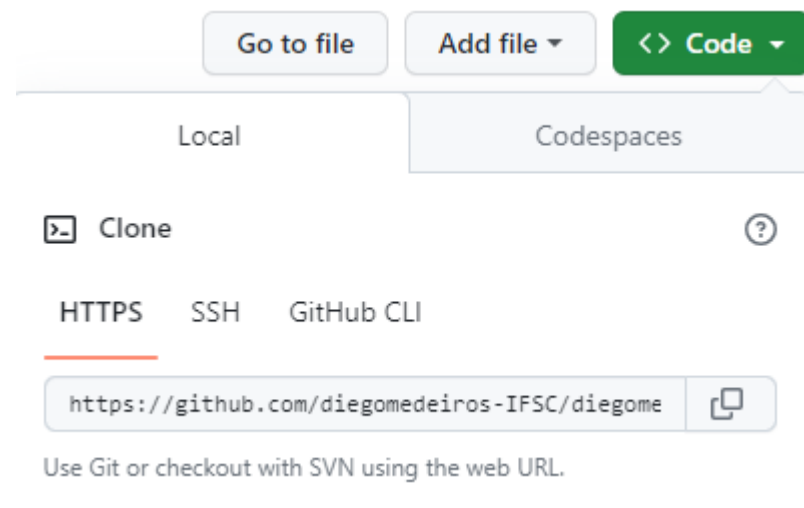 Go to file Add file <> Code
Local Codespaces
Clone
HTTPS SSH GitHub CLI
https://github.com/diegomedeiros-IFSC/diegome
Use Git or checkout with SVN using the web URL.